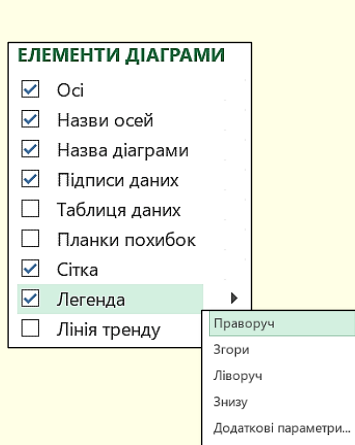 ЕЛЕМЕНТИ ДІАГРАМИ
Осі
Назви осей
Назва діаграми
Підписи даних
Таблиця даних
Планки похибок
Сітка
Легенда
Лінія тренду
Праворуч
Згори
Ліворуч
Знизу
Додаткові параметри...